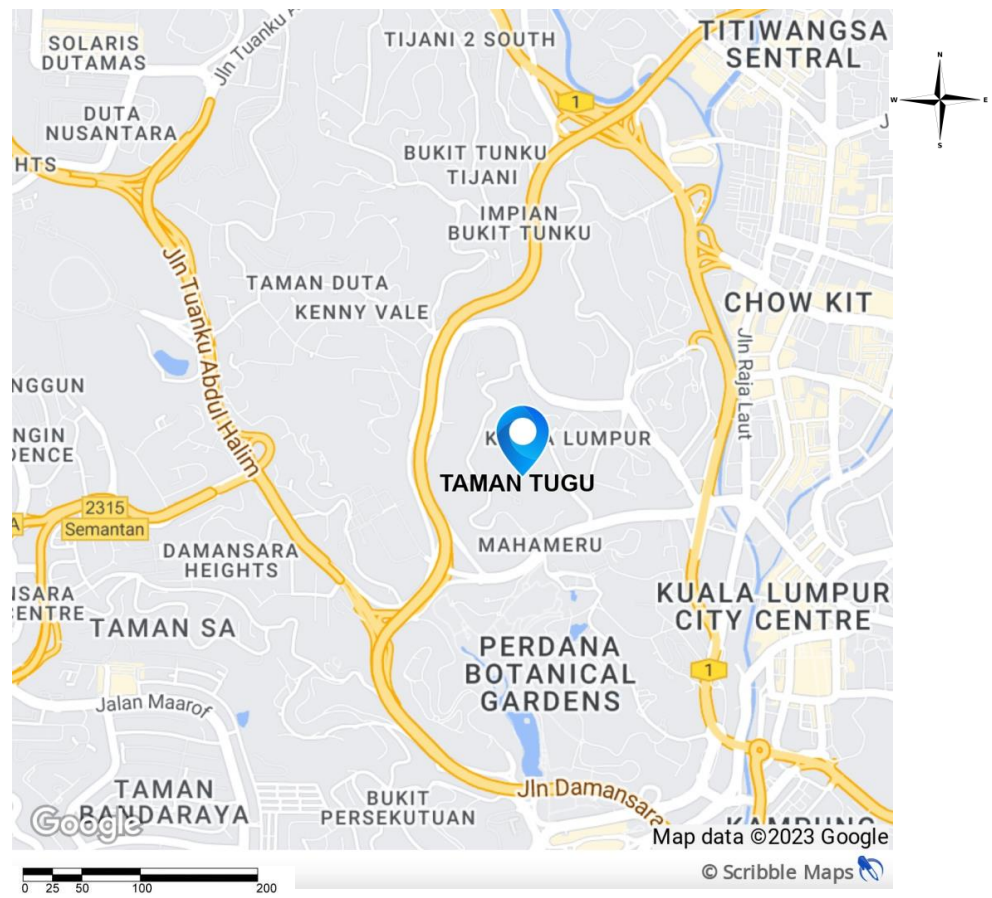 SOLARIS
DUTAMAS
Jln Tuanku A
TIJANI 2 SOUTH
TITIWANGSA
SENTRAL
N
W
E
S
1
DUTA
NUSANTARA
J
HTS
BUKIT TUNKU
TIJANI
IMPIAN
BUKIT TUNKU
Jln Tuanku Abdul Halim
TAMAN DUTA
KENNY VALE
CHOW KIT
Jln Raja Laut
NGGUN
NGIN
DENCE
K A LUMPUR
TAMAN TUGU
2315
A
Semantan
DAMANSARA
HEIGHTS
MAHAMERU
NSARA
ENTRE
TAMAN SA
KUALA LUMPUR
CITY CENTRE
PERDANA
BOTANICAL
GARDENS
1
Jalan Maarof
TAMAN
BANDARAYA
BUKIT
PERSEKUTUAN
Jln Damansara
KAMPUNG
Google
Map data ©2023 Google
© Scribble Maps
0 25 50 100 200